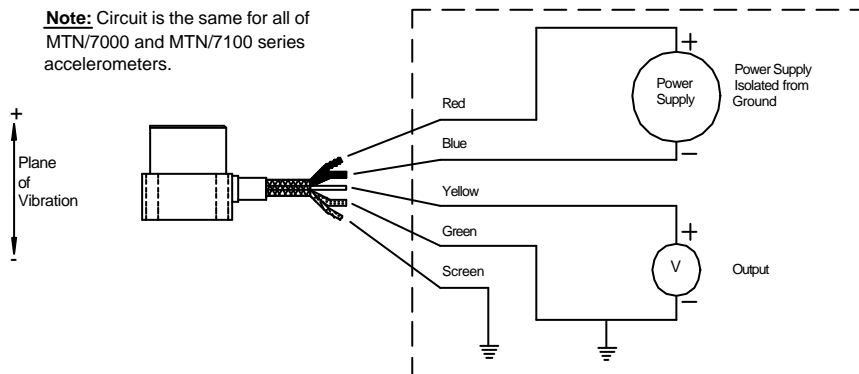 Note: Circuit is the same for all of
MTN/7000 and MTN/7100 series
accelerometers.
+
Plane
of
Vibration
-
Red
Blue
Yellow
Green
Screen
+
Power
Supply
−
Power Supply
Isolated from
Ground
+
V
−
Output